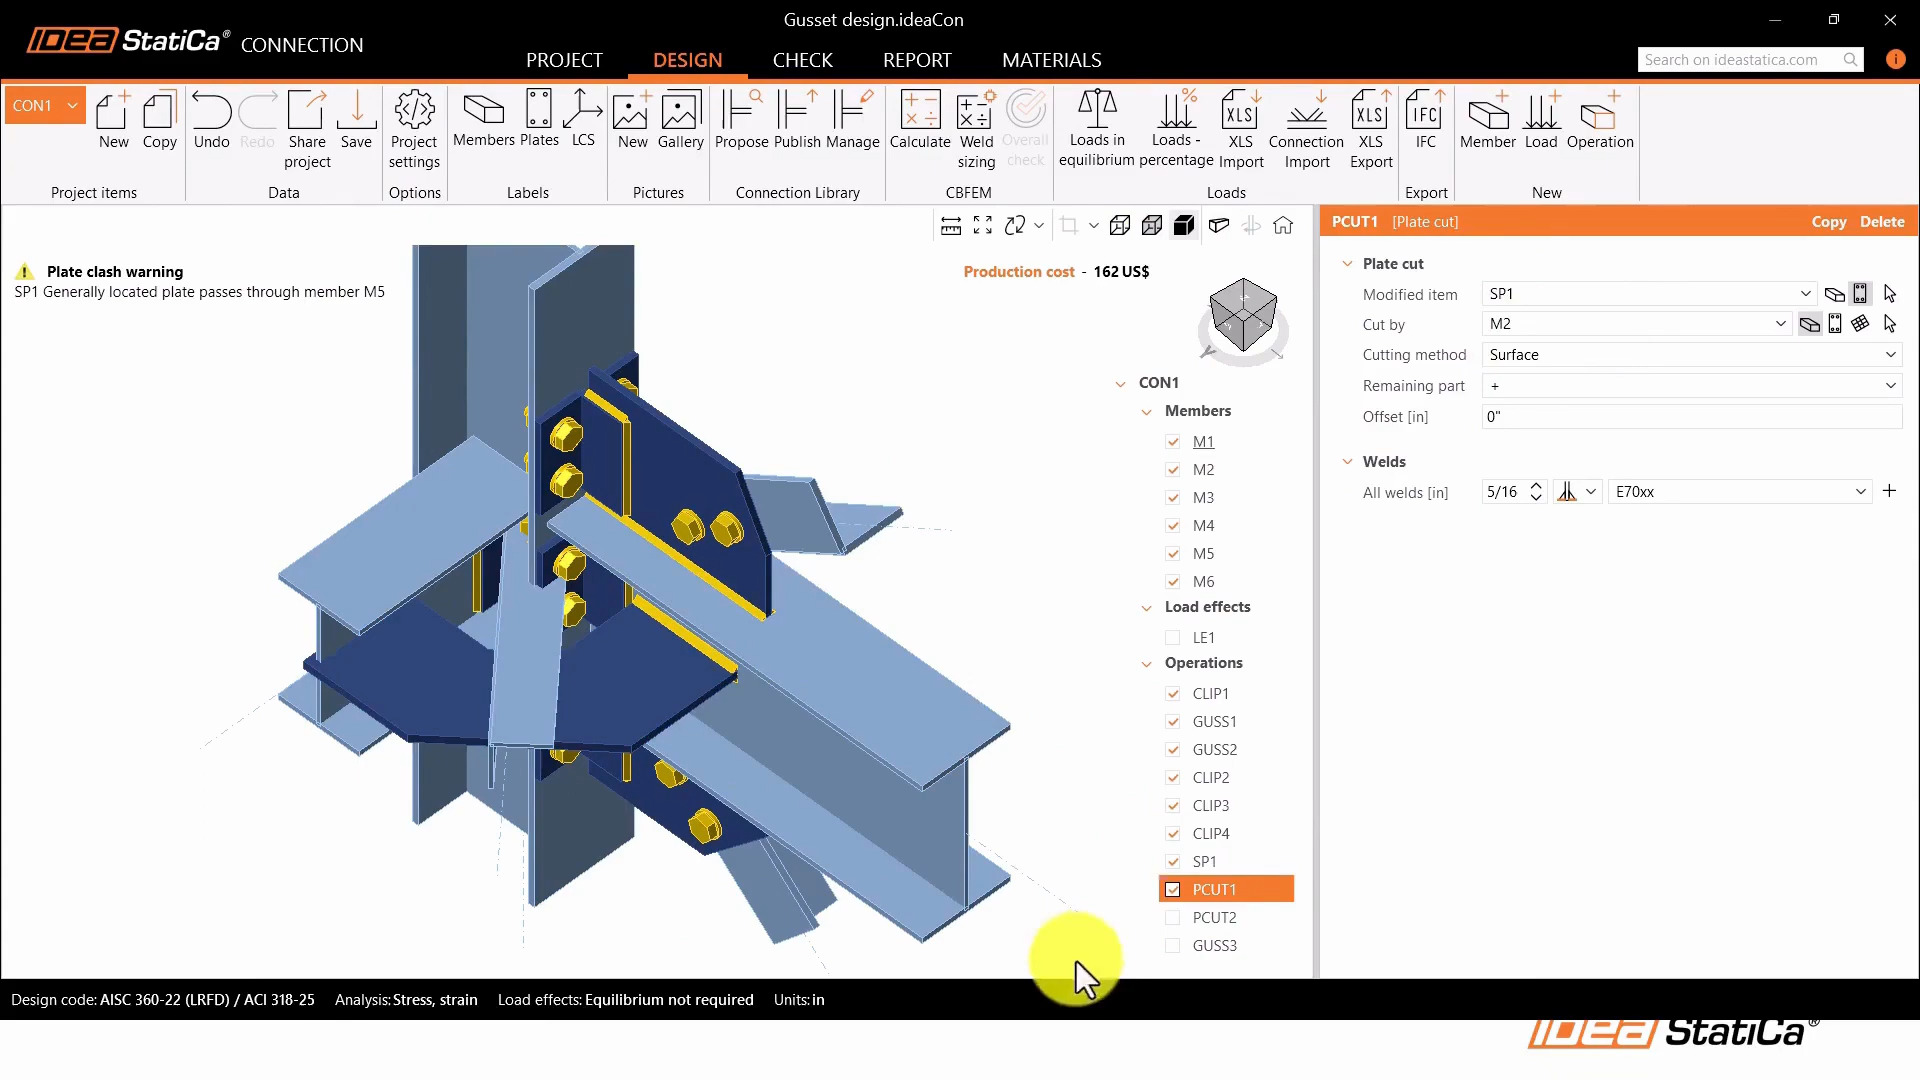 Gusset design.ideaCon
IDEA StatiCa® CONNECTION
PROJECT DESIGN CHECK REPORT MATERIALS
Search on ideastatica.com
CON1
New Copy
Project items
Undo Redo Share project Save
Data
Project settings
Options
Members Plates LCS
Labels
New Gallery
Pictures
Propose Publish Manage
Connection Library
Calculate Weld sizing Overall check
CBFEM
Loads in equilibrium Loads - percentage XLS Import Connection Import XLS Export
Loads
IFC
Export
Member Load Operation
New
Plate clash warning
SP1 Generally located plate passes through member M5
Production cost - 162 US$
CON1
Members
M1
M2
M3
M4
M5
M6
Load effects
LE1
Operations
CLIP1
GUSS1
GUSS2
CLIP2
CLIP3
CLIP4
SP1
PCUT1
PCUT2
GUSS3
PCUT1 [Plate cut] Copy Delete
Plate cut
Modified item SP1
Cut by M2
Cutting method Surface
Remaining part +
Offset [in] 0"
Welds
All welds [in] 5/16 E70xx
Design code: AISC 360-22 (LRFD) / ACI 318-25 Analysis: Stress, strain Load effects: Equilibrium not required Units: in
IDEA StatiCa®